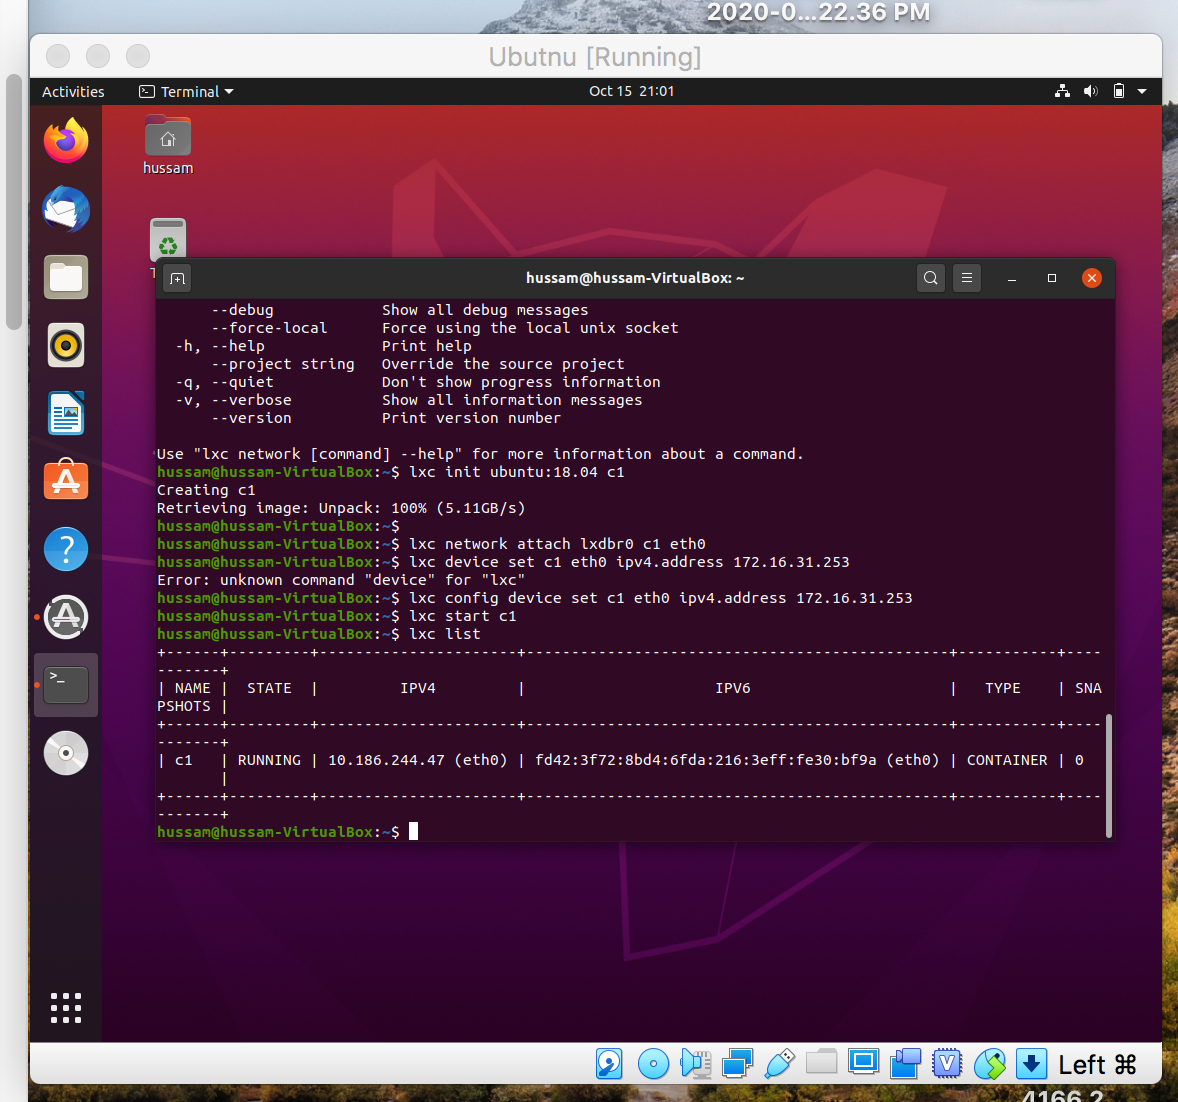 2020-0...22.36 PM
Ubutnu [Running]
Activities
Terminal
Oct 15 21:01
hussam
T
hussam@hussam-VirtualBox: ~
--debug Show all debug messages
--force-local Force using the local unix socket
-h, --help Print help
--project string Override the source project
-q, --quiet Don't show progress information
-v, --verbose Show all information messages
--version Print version number
Use "lxc network [command] --help" for more information about a command.
hussam@hussam-VirtualBox:~$ lxc init ubuntu:18.04 c1
Creating c1
Retrieving image: Unpack: 100% (5.11GB/s)
hussam@hussam-VirtualBox:~$
hussam@hussam-VirtualBox:~$ lxc network attach lxdbr0 c1 eth0
hussam@hussam-VirtualBox:~$ lxc device set c1 eth0 ipv4.address 172.16.31.253
Error: unknown command "device" for "lxc"
hussam@hussam-VirtualBox:~$ lxc config device set c1 eth0 ipv4.address 172.16.31.253
hussam@hussam-VirtualBox:~$ lxc start c1
hussam@hussam-VirtualBox:~$ lxc list
+------+---------+----------------------+-----------------------------------------------+-----------+----
-------+
| NAME | STATE | IPV4 | IPV6 | TYPE | SNA
PSHOTS |
+------+---------+----------------------+-----------------------------------------------+-----------+----
-------+
| c1 | RUNNING | 10.186.244.47 (eth0) | fd42:3f72:8bd4:6fda:216:3eff:fe30:bf9a (eth0) | CONTAINER | 0
|
+------+---------+----------------------+-----------------------------------------------+-----------+----
-------+
hussam@hussam-VirtualBox:~$
Left ⌘
4166.2